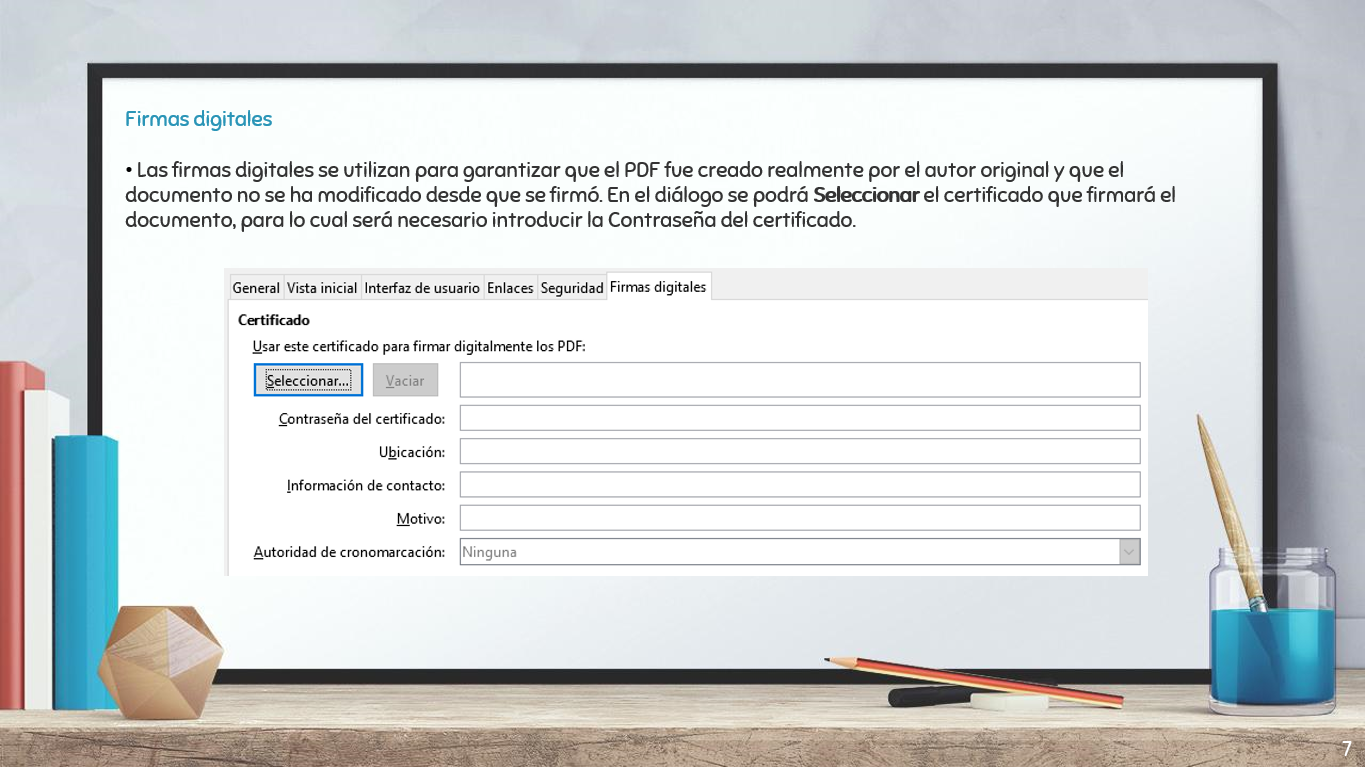 Firmas digitales
• Las firmas digitales se utilizan para garantizar que el PDF fue creado realmente por el autor original y que el
documento no se ha modificado desde que se firmó. En el diálogo se podrá Seleccionar el certificado que firmará el
documento, para lo cual será necesario introducir la Contraseña del certificado.
General Vista inicial Interfaz de usuario Enlaces Seguridad Firmas digitales
Certificado
Usar este certificado para firmar digitalmente los PDF:
Seleccionar... Vaciar
Contraseña del certificado:
Ubicación:
Información de contacto:
Motivo:
Autoridad de cronomarcación: Ninguna
7